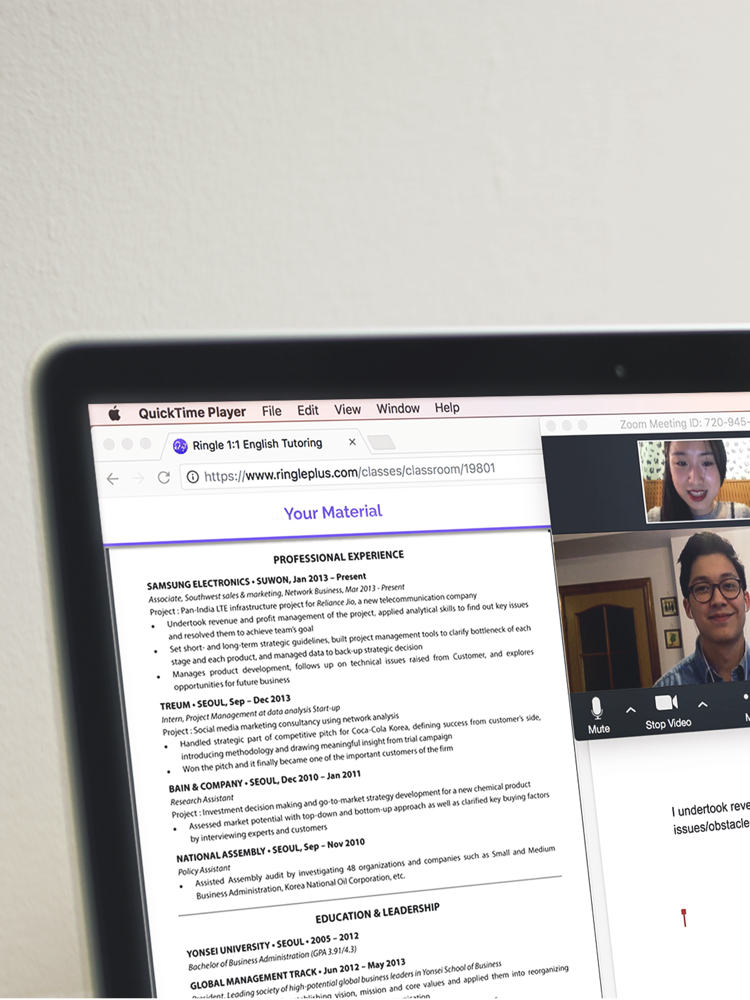 QuickTime Player File Edit View Window Help
Ringle 1:1 English Tutoring
https://www.ringleplus.com/classes/classroom/19801
Your Material
PROFESSIONAL EXPERIENCE
SAMSUNG ELECTRONICS • SUWON, Jan 2013 – Present
Associate, Southwest sales & marketing, Network Business, Mar 2013 - Present
Project : Pan-India LTE infrastructure project for Reliance Jio, a new telecommunication company
• Undertook revenue and profit management of the project, applied analytical skills to find out key issues
and resolved them to achieve team's goal
• Set short- and long-term strategic guidelines, built project management tools to clarify bottleneck of each
stage and each product, and managed data to back-up strategic decision
• Manages product development, follows up on technical issues raised from Customer, and explores
opportunities for future business
TREUM • SEOUL, Sep – Dec 2013
Intern, Project Management at data analysis Start-up
Project : Social media marketing consultancy using network analysis
• Handled strategic part of competitive pitch for Coca-Cola Korea, defining success from customer's side,
introducing methodology and drawing meaningful insight from trial campaign
• Won the pitch and it finally became one of the important customers of the firm
BAIN & COMPANY • SEOUL, Dec 2010 – Jan 2011
Research Assistant
Project : Investment decision making and go-to-market strategy development for a new chemical product
• Assessed market potential with top-down and bottom-up approach as well as clarified key buying factors
by interviewing experts and customers
NATIONAL ASSEMBLY • SEOUL, Sep – Nov 2010
Policy Assistant
• Assisted Assembly audit by investigating 48 organizations and companies such as Small and Medium
Business Administration, Korea National Oil Corporation, etc.
EDUCATION & LEADERSHIP
YONSEI UNIVERSITY • SEOUL • 2005 – 2012
Bachelor of Business Administration (GPA 3.91/4.3)
GLOBAL MANAGEMENT TRACK • Jun 2012 – May 2013
President, Leading society of high-potential global business leaders in Yonsei School of Business
vision, mission and core values and applied them into reorganizing
Zoom Meeting ID: 720-945-
Mute
Stop Video
I undertook reve
issues/obstacle